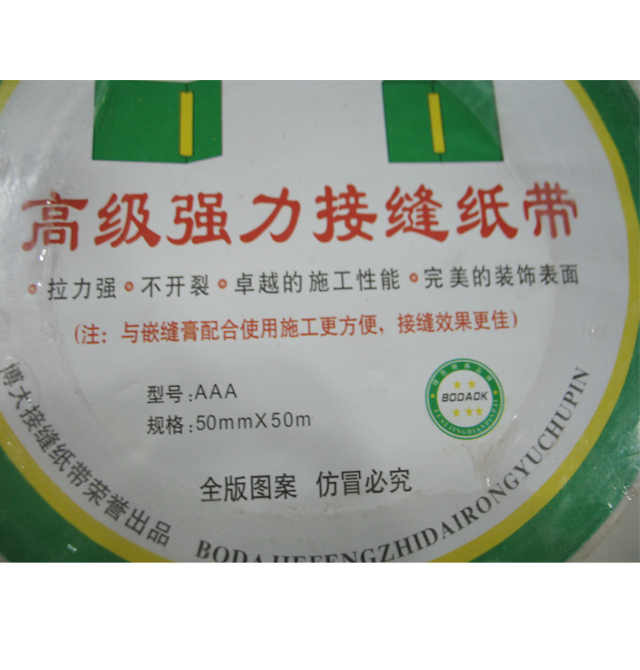 高级强力接缝纸带
•拉力强•不开裂•卓越的施工性能•完美的装饰表面
(注：与嵌缝膏配合使用施工更方便，接缝效果更佳)
型号:AAA
规格:50mmX50m
BODAOK
全版图案 仿冒必究
博大接缝纸带荣誉出品
BODAJIEFENGZHIDAIRONGYUCHUPIN